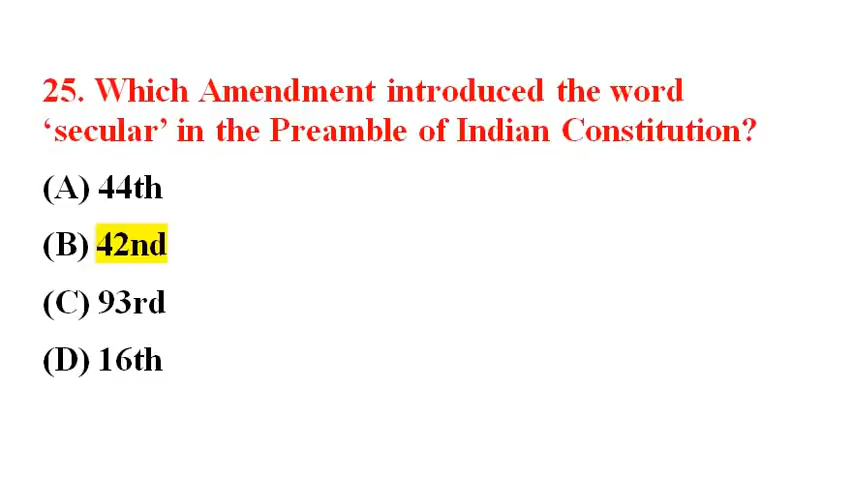 25. Which Amendment introduced the word
‘secular’ in the Preamble of Indian Constitution?
(A) 44th
(B) 42nd
(C) 93rd
(D) 16th